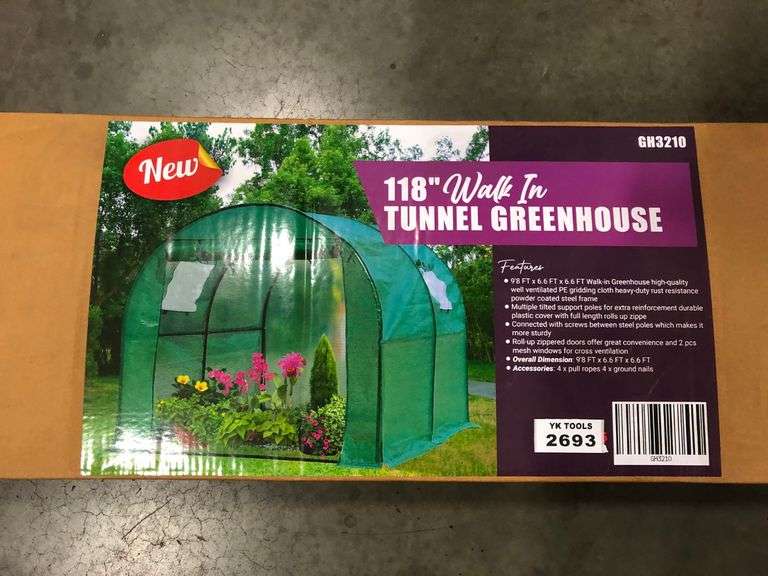 New
GH3210
118" Walk In
TUNNEL GREENHOUSE
Features
9'8 FT x 6.6 FT x 6.6 FT Walk-in Greenhouse high-quality
well ventilated PE gridding cloth heavy-duty rust resistance
powder coated steel frame
Multiple tilted support poles for extra reinforcement durable
plastic cover with full length rolls up zippe
Connected with screws between steel poles which makes it
more sturdy
Roll-up zippered doors offer great convenience and 2 pcs
mesh windows for cross ventilation
Overall Dimension: 9'8 FT x 6.6 FT x 6.6 FT
Accessories: 4 x pull ropes 4 x ground nails
YK TOOLS
2693
GH3210